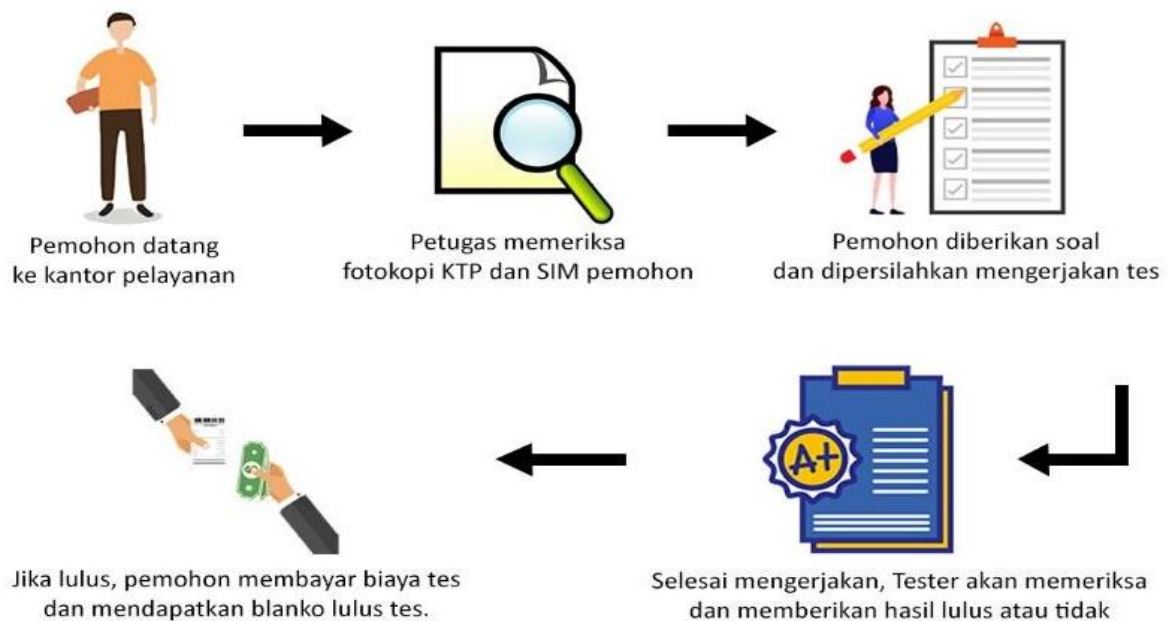 Pemohon datang
ke kantor pelayanan
Petugas memeriksa
fotokopi KTP dan SIM pemohon
Pemohon diberikan soal
dan dipersilahkan mengerjakan tes
A+
Selesai mengerjakan, Tester akan memeriksa
dan memberikan hasil lulus atau tidak
$
Jika lulus, pemohon membayar biaya tes
dan mendapatkan blanko lulus tes.